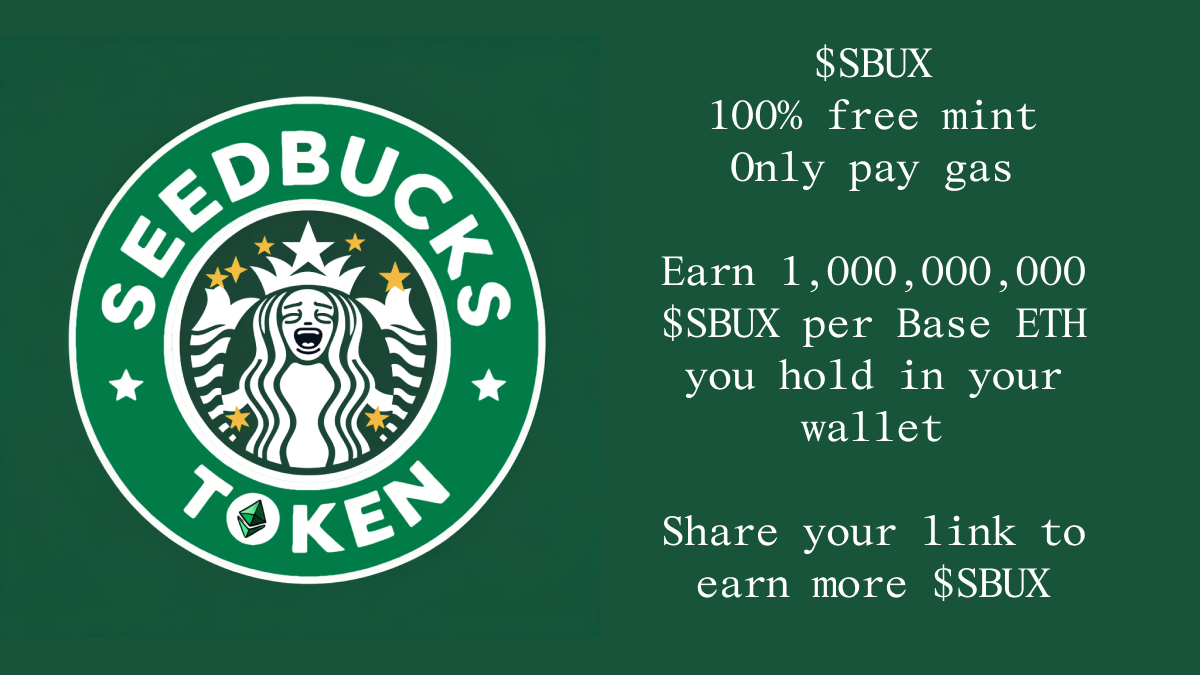 SEEDBUCKS
TOKEN
$SBUX
100% free mint
Only pay gas
Earn 1,000,000,000
$SBUX per Base ETH
you hold in your
wallet
Share your link to
earn more $SBUX